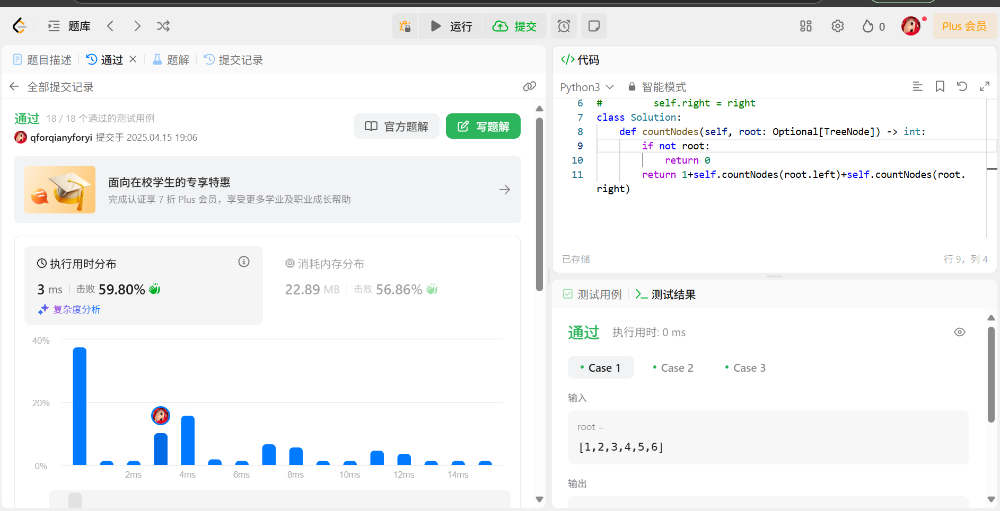 题库
运行
提交
0
Plus 会员
题目描述
通过
题解
提交记录
全部提交记录
通过 18 / 18 个通过的测试用例
qforqianyforyi 提交于 2025.04.15 19:06
官方题解
写题解
面向在校学生的专享特惠
完成认证享 7 折 Plus 会员，享受更多学业及职业成长帮助
执行用时分布
3 ms 击败 59.80%
复杂度分析
消耗内存分布
22.89 MB 击败 56.86%
40%
20%
0%
2ms 4ms 6ms 8ms 10ms 12ms 14ms
</> 代码
Python3 智能模式
6 #         self.right = right
7 class Solution:
8     def countNodes(self, root: Optional[TreeNode]) -> int:
9         if not root:
10             return 0
11         return 1+self.countNodes(root.left)+self.countNodes(root.
right)
已存储
行 9，列 4
测试用例
测试结果
通过 执行用时: 0 ms
Case 1 Case 2 Case 3
输入
root =
[1,2,3,4,5,6]
输出